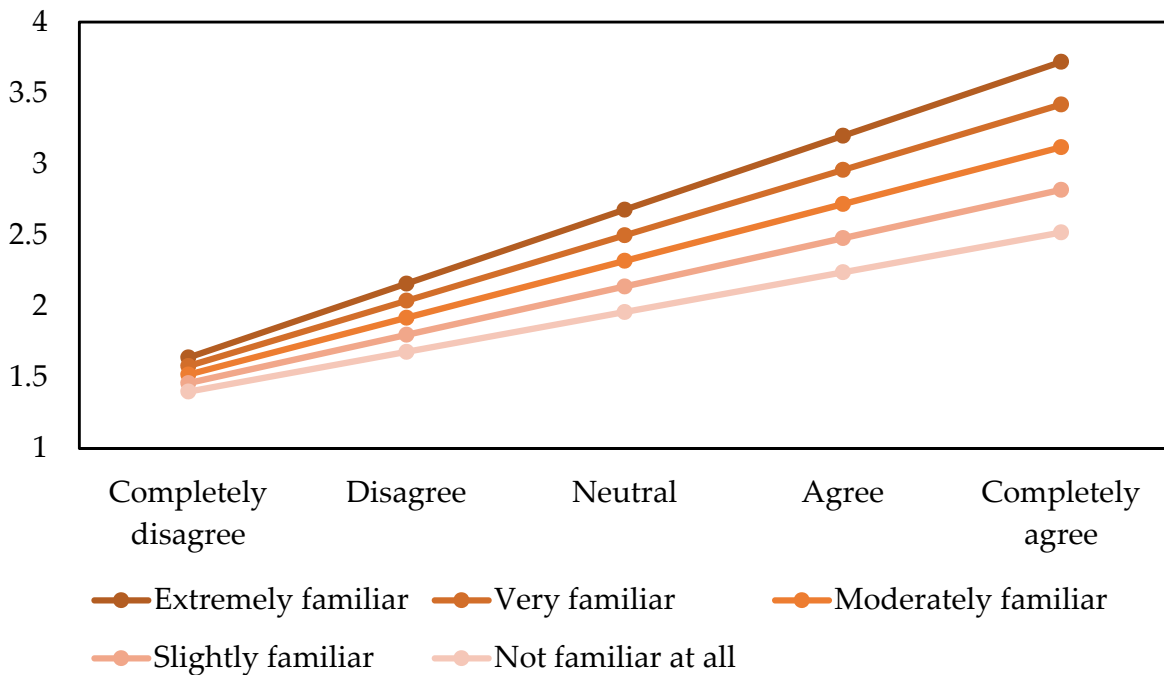 4
3.5
3
2.5
2
1.5
1
Completely disagree
Disagree
Neutral
Agree
Completely agree
Extremely familiar
Very familiar
Moderately familiar
Slightly familiar
Not familiar at all